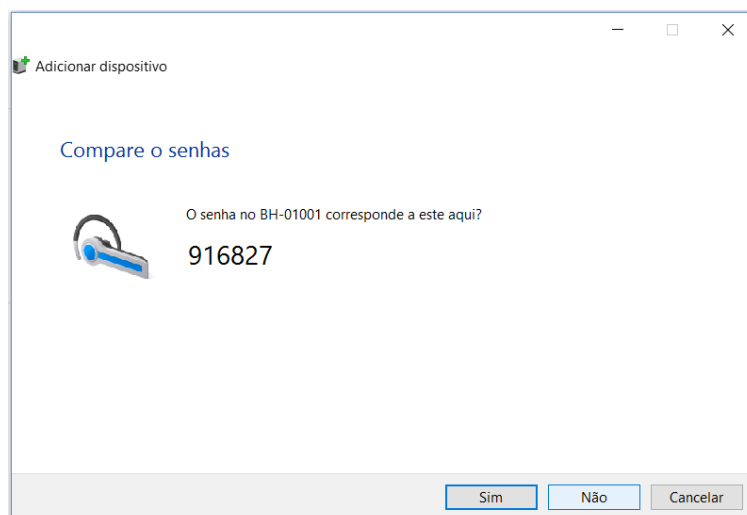 Adicionar dispositivo
Compare o senhas
O senha no BH-01001 corresponde a este aqui?
916827
Sim
Não
Cancelar